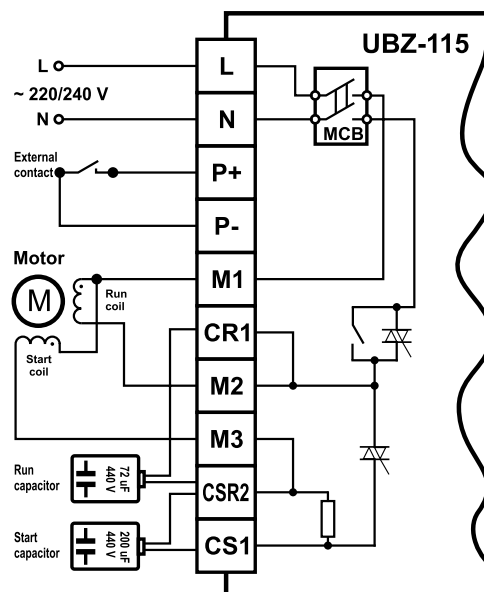 UBZ-115
L
L
~ 220/240 V
N
N
MCB
External
contact
P+
P-
Motor
M
Run
coil
M1
CR1
Start
coil
M2
M3
Run
capacitor
72 uF
440 V
CSR2
Start
capacitor
200 uF
440 V
CS1